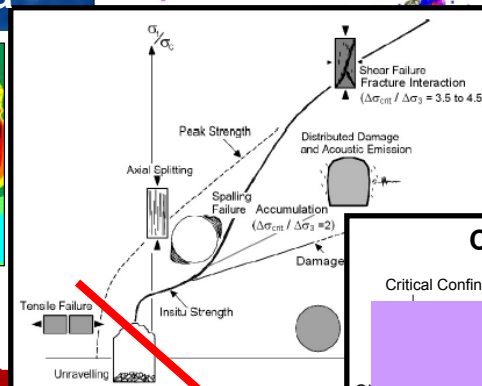 σ₁/σc
Shear Failure
Fracture Interaction
(Δσcrit / Δσ3 = 3.5 to 4.5
Peak Strength
Distributed Damage
and Acoustic Emission
Axial Splitting
Spalling
Failure
Accumulation
(Δσcrit / Δσ3 =2)
Damage
Insitu Strength
Tensile Failure
Unravelling
C
Critical Confin